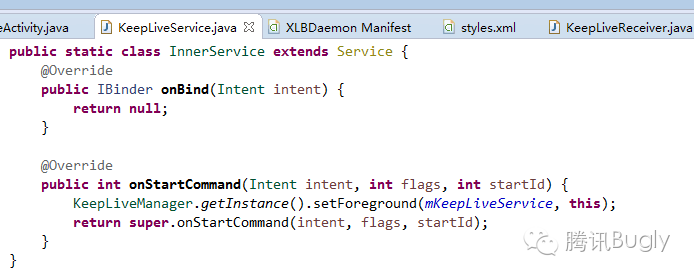 eActivity.java KeepLiveService.java XLBDaemon Manifest styles.xml KeepLiveReceiver.java
public static class InnerService extends Service {
@Override
public IBinder onBind(Intent intent) {
return null;
}
@Override
public int onStartCommand(Intent intent, int flags, int startId) {
KeepLiveManager.getInstance().setForeground(mKeepLiveService, this);
return super.onStartCommand(intent, flags, startId);
}
}
腾讯Bugly